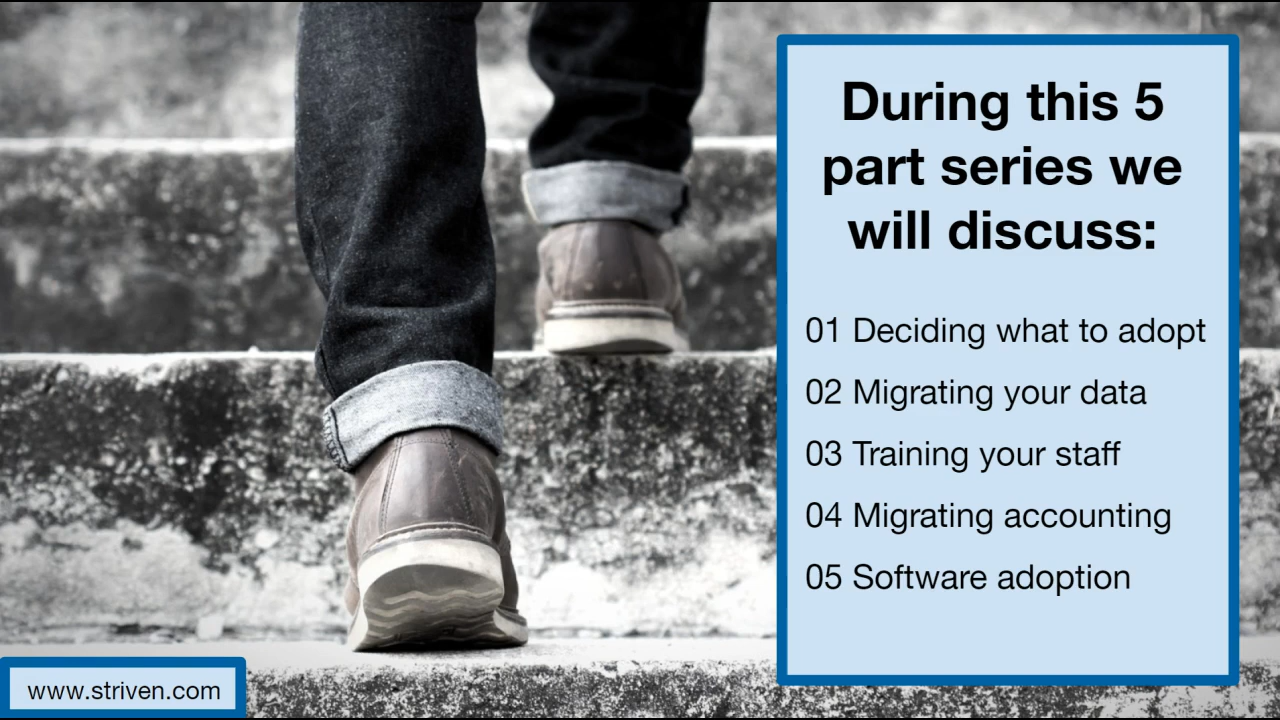 During this 5
part series we
will discuss:
01 Deciding what to adopt
02 Migrating your data
03 Training your staff
04 Migrating accounting
05 Software adoption
www.striven.com